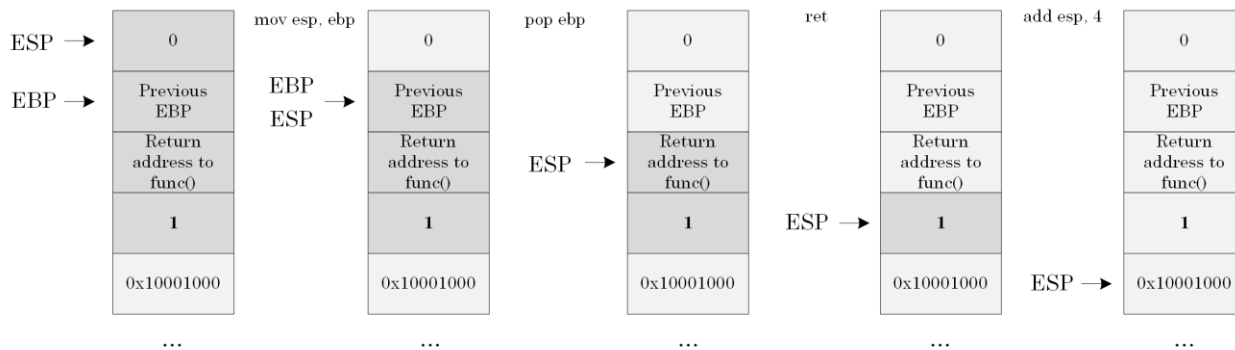 mov esp, ebp
pop ebp
ret
add esp, 4
ESP
0
0
0
0
0
EBP
Previous
EBP
EBP
ESP
Previous
EBP
Previous
EBP
Previous
EBP
Previous
EBP
Return
address to
func()
Return
address to
func()
ESP
Return
address to
func()
Return
address to
func()
Return
address to
func()
1
1
1
ESP
1
1
0x10001000
0x10001000
0x10001000
0x10001000
ESP
0x10001000
...
...
...
...
...